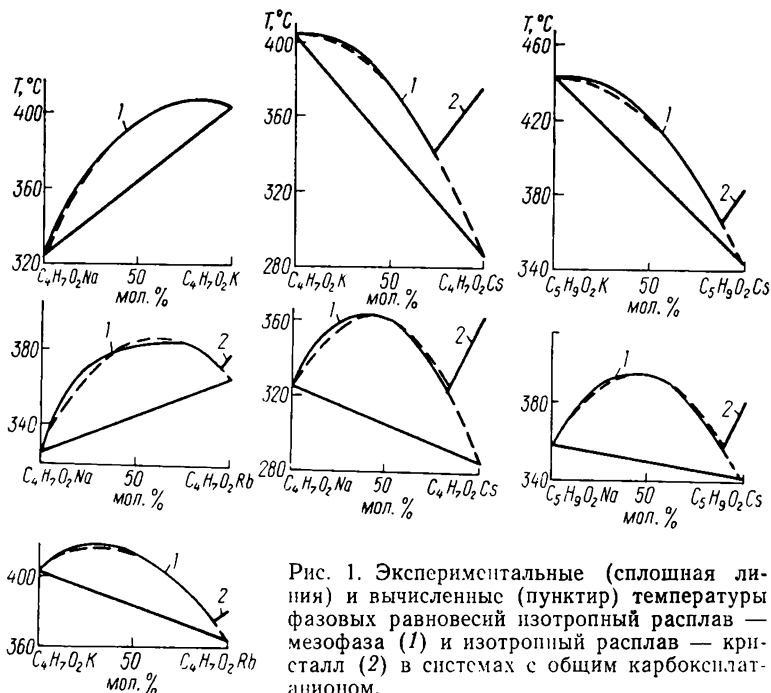 T,°C
400
360
320
1
C₄H₇O₂Na 50 C₄H₇O₂K
мол. %
T,°C
400
360
320
280
1
2
C₄H₇O₂K 50 C₄H₇O₂Cs
мол. %
T,°C
460
420
380
340
1
2
C₅H₉O₂K 50 C₅H₉O₂Cs
мол. %
380
340
1
2
C₄H₇O₂Na 50 C₄H₇O₂Rb
мол. %
360
320
280
1
2
C₄H₇O₂Na 50 C₄H₇O₂Cs
мол. %
380
340
1
2
C₅H₉O₂Na 50 C₅H₉O₂Cs
мол. %
400
360
1
2
C₄H₇O₂K 50 C₄H₇O₂Rb
мол. %
Рис. 1. Экспериментальные (сплошная ли-
ния) и вычисленные (пунктир) температуры
фазовых равновесий изотропный расплав —
мезофаза (1) и изотропный расплав — кри-
сталл (2) в системах с общим карбоксилат-
анионом.